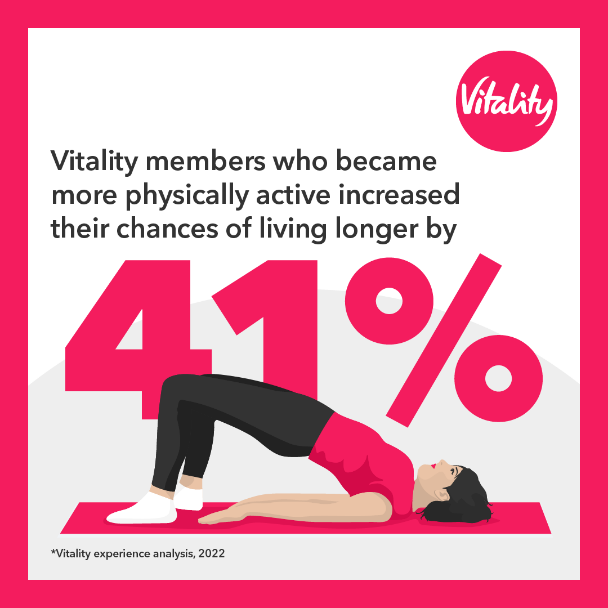 Vitality
Vitality members who became
more physically active increased
their chances of living longer by
41%
*Vitality experience analysis, 2022